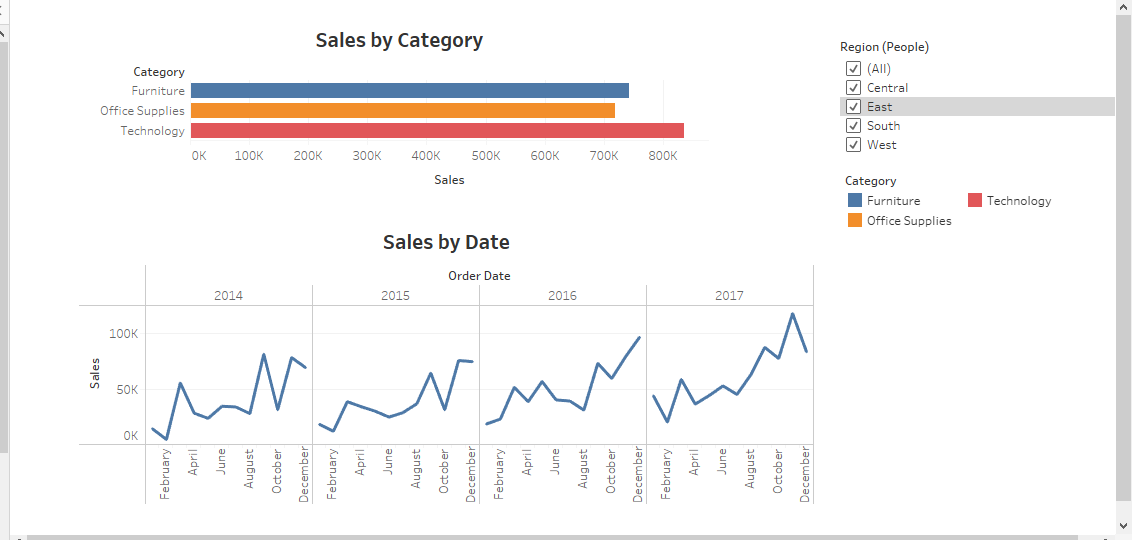 Sales by Category
Category
Furniture
Office Supplies
Technology
0K 100K 200K 300K 400K 500K 600K 700K 800K
Sales
Region (People)
(All)
Central
East
South
West
Category
Furniture Technology
Office Supplies
Sales by Date
Order Date
2014 2015 2016 2017
Sales
100K
50K
0K
February April June August October December February April June August October December February April June August October December February April June August October December